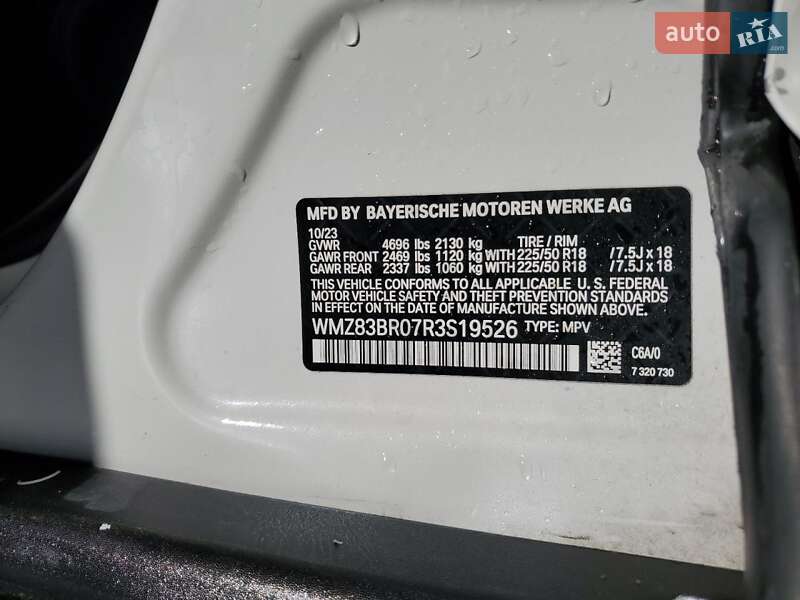 auto RIA .com
MFD BY BAYERISCHE MOTOREN WERKE AG
10/23
GVWR 4696 lbs 2130 kg TIRE / RIM
GAWR FRONT 2469 lbs 1120 kg WITH 225/50 R18 /7.5J x 18
GAWR REAR 2337 lbs 1060 kg WITH 225/50 R18 /7.5J x 18
THIS VEHICLE CONFORMS TO ALL APPLICABLE U. S. FEDERAL
MOTOR VEHICLE SAFETY, BUMPER, AND THEFT PREVENTION STANDARDS
IN EFFECT ON THE DATE OF MANUFACTURE SHOWN ABOVE.
WMZ83BR07R3S19526 TYPE: MPV
C6A/0
7 320 730